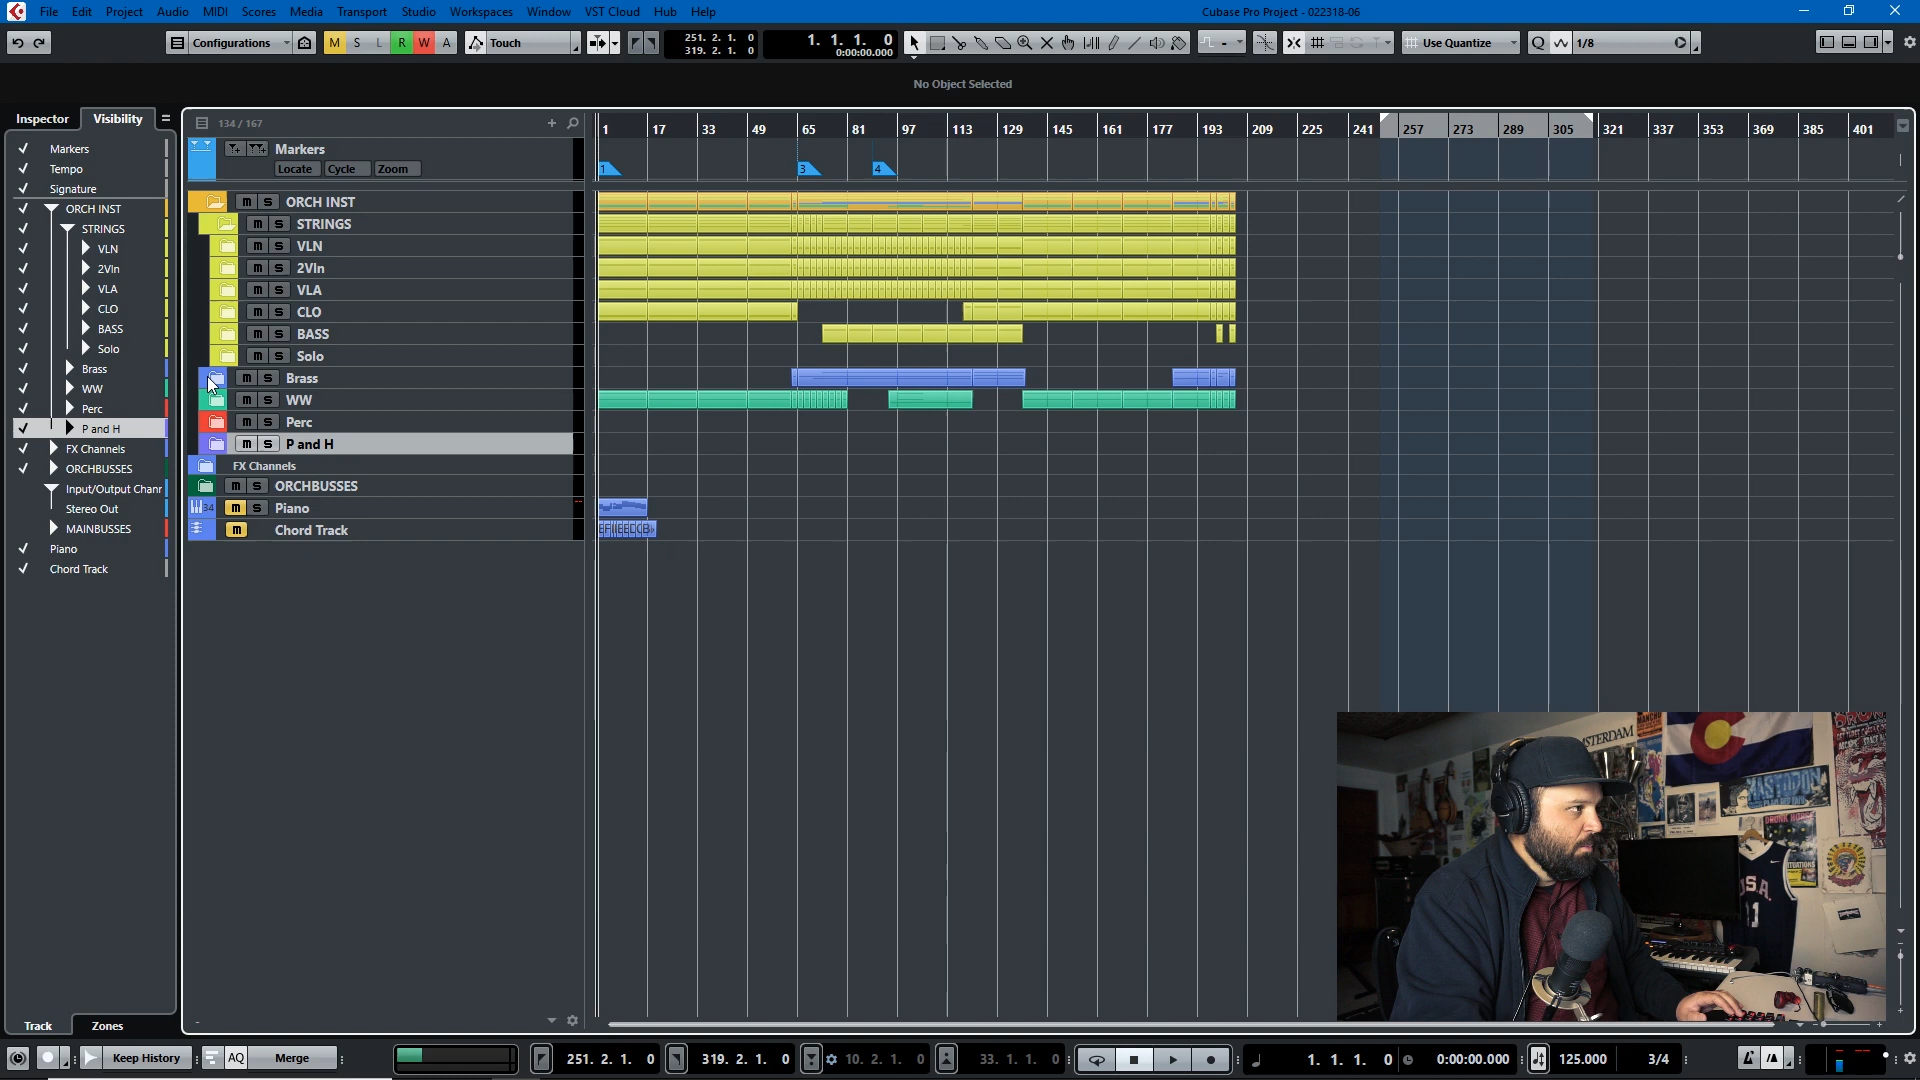 File Edit Project Audio MIDI Scores Media Transport Studio Workspaces Window VST Cloud Hub Help
Cubase Pro Project - 022318-06
Configurations
M S L R W A
Touch
251. 2. 1. 0
319. 2. 1. 0
1. 1. 1. 0
0:00:00.000
Use Quantize
Q 1/8
No Object Selected
Inspector Visibility
Markers
Tempo
Signature
ORCH INST
STRINGS
VLN
2Vln
VLA
CLO
BASS
Solo
Brass
WW
Perc
P and H
FX Channels
ORCHBUSSES
Input/Output Chanr
Stereo Out
MAINBUSSES
Piano
Chord Track
Track Zones
134 / 167
Markers
Locate Cycle Zoom
m s ORCH INST
m s STRINGS
m s VLN
m s 2Vln
m s VLA
m s CLO
m s BASS
m s Solo
m s Brass
m s WW
m s Perc
m s P and H
FX Channels
m s ORCHBUSSES
34 m s Piano
m Chord Track
1 17 33 49 65 81 97 113 129 145 161 177 193 209 225 241 257 273 289 305 321 337 353 369 385 401
1 3 4
STERDAM
MASTODON
U.S.A.
11
Keep History
AQ Merge
251. 2. 1. 0
319. 2. 1. 0
10. 2. 1. 0
33. 1. 1. 0
1. 1. 1. 0
0:00:00.000
125.000
3/4